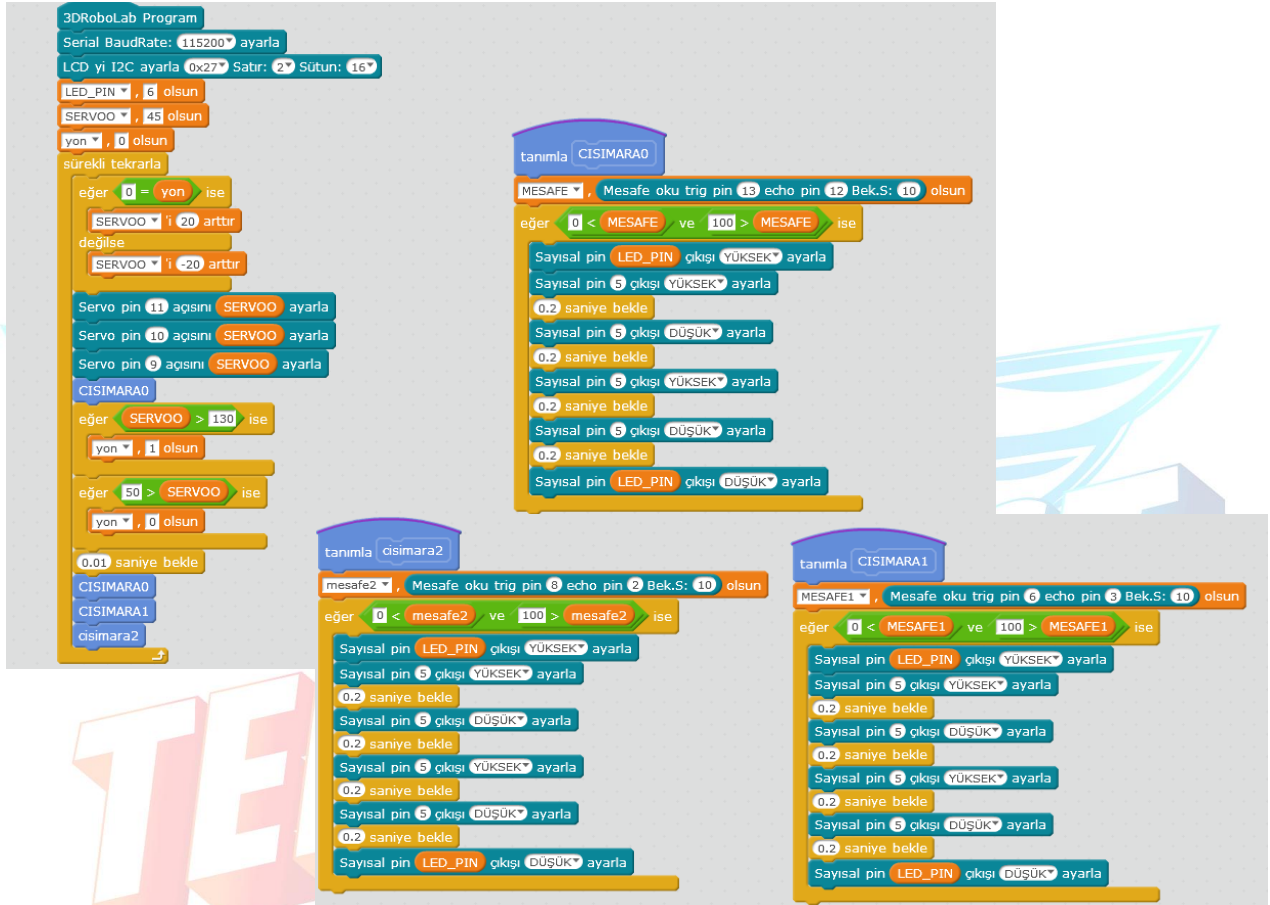 3DRoboLab Program
Serial BaudRate: 115200 ayarla
LCD yi I2C ayarla 0x27 Satır: 2 Sütun: 16
LED_PIN , 6 olsun
SERVOO , 45 olsun
yon , 0 olsun
sürekli tekrarla
eğer 0 = yon ise
SERVOO 'i 20 arttır
değilse
SERVOO 'i -20 arttır
Servo pin 11 açısını SERVOO ayarla
Servo pin 10 açısını SERVOO ayarla
Servo pin 9 açısını SERVOO ayarla
CISIMARA0
eğer SERVOO > 130 ise
yon , 1 olsun
eğer 50 > SERVOO ise
yon , 0 olsun
0.01 saniye bekle
CISIMARA0
CISIMARA1
cisimara2
tanımla CISIMARA0
MESAFE , Mesafe oku trig pin 13 echo pin 12 Bek.S: 10 olsun
eğer 0 < MESAFE ve 100 > MESAFE ise
Sayısal pin LED_PIN çıkışı YÜKSEK ayarla
Sayısal pin 5 çıkışı YÜKSEK ayarla
0.2 saniye bekle
Sayısal pin 5 çıkışı DÜŞÜK ayarla
0.2 saniye bekle
Sayısal pin 5 çıkışı YÜKSEK ayarla
0.2 saniye bekle
Sayısal pin 5 çıkışı DÜŞÜK ayarla
0.2 saniye bekle
Sayısal pin LED_PIN çıkışı DÜŞÜK ayarla
tanımla cisimara2
mesafe2 , Mesafe oku trig pin 8 echo pin 2 Bek.S: 10 olsun
eğer 0 < mesafe2 ve 100 > mesafe2 ise
Sayısal pin LED_PIN çıkışı YÜKSEK ayarla
Sayısal pin 5 çıkışı YÜKSEK ayarla
0.2 saniye bekle
Sayısal pin 5 çıkışı DÜŞÜK ayarla
0.2 saniye bekle
Sayısal pin 5 çıkışı YÜKSEK ayarla
0.2 saniye bekle
Sayısal pin 5 çıkışı DÜŞÜK ayarla
0.2 saniye bekle
Sayısal pin LED_PIN çıkışı DÜŞÜK ayarla
tanımla CISIMARA1
MESAFE1 , Mesafe oku trig pin 6 echo pin 3 Bek.S: 10 olsun
eğer 0 < MESAFE1 ve 100 > MESAFE1 ise
Sayısal pin LED_PIN çıkışı YÜKSEK ayarla
Sayısal pin 5 çıkışı YÜKSEK ayarla
0.2 saniye bekle
Sayısal pin 5 çıkışı DÜŞÜK ayarla
0.2 saniye bekle
Sayısal pin 5 çıkışı YÜKSEK ayarla
0.2 saniye bekle
Sayısal pin 5 çıkışı DÜŞÜK ayarla
0.2 saniye bekle
Sayısal pin LED_PIN çıkışı DÜŞÜK ayarla